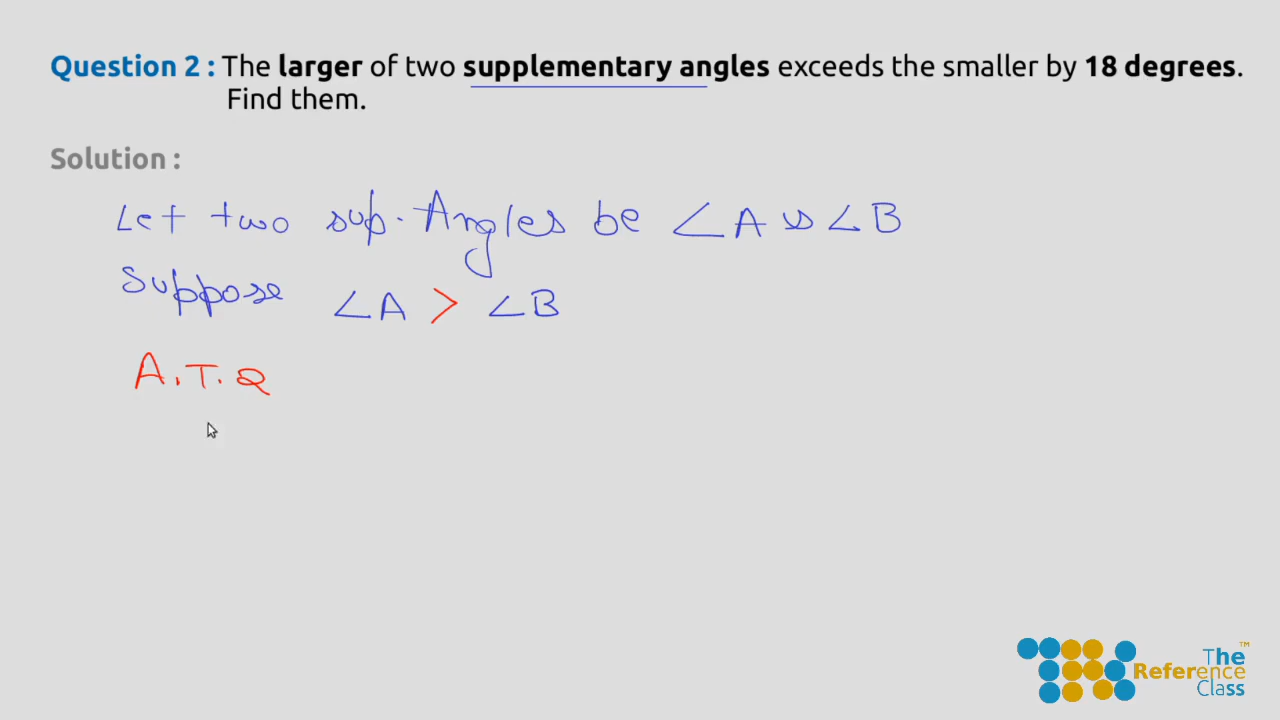 Question 2 : The larger of two supplementary angles exceeds the smaller by 18 degrees.
Find them.
Solution :
Let two sup. Angles be ∠A & ∠B
Suppose ∠A > ∠B
A.T.Q
The™
Reference
Class